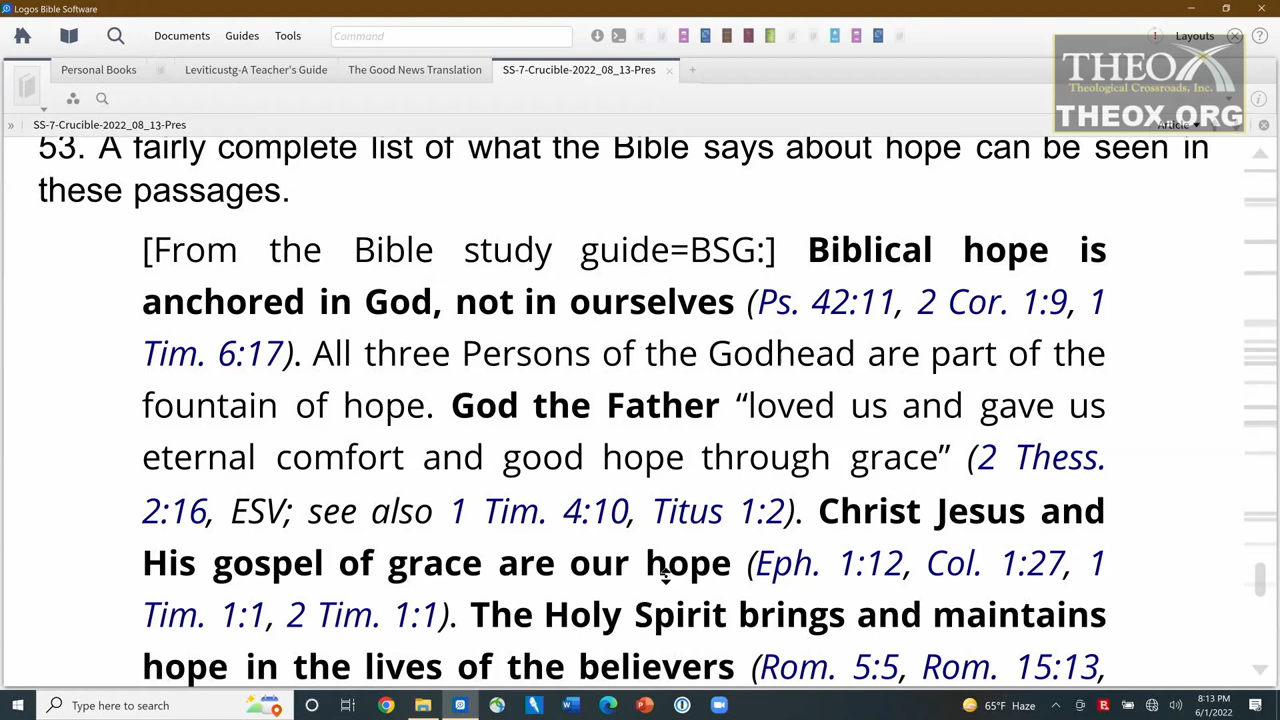 Logos Bible Software
Documents Guides Tools Command Layouts
THEOX
Theological Crossroads, Inc.
THEOX.ORG
Personal Books Leviticustg-A Teacher's Guide The Good News Translation SS-7-Crucible-2022_08_13-Pres
SS-7-Crucible-2022_08_13-Pres Article
53. A fairly complete list of what the Bible says about hope can be seen in
these passages.
[From the Bible study guide=BSG:] Biblical hope is
anchored in God, not in ourselves (Ps. 42:11, 2 Cor. 1:9, 1
Tim. 6:17). All three Persons of the Godhead are part of the
fountain of hope. God the Father “loved us and gave us
eternal comfort and good hope through grace” (2 Thess.
2:16, ESV; see also 1 Tim. 4:10, Titus 1:2). Christ Jesus and
His gospel of grace are our hope (Eph. 1:12, Col. 1:27, 1
Tim. 1:1, 2 Tim. 1:1). The Holy Spirit brings and maintains
hope in the lives of the believers (Rom. 5:5, Rom. 15:13,
Type here to search 65°F Haze 8:13 PM
6/1/2022